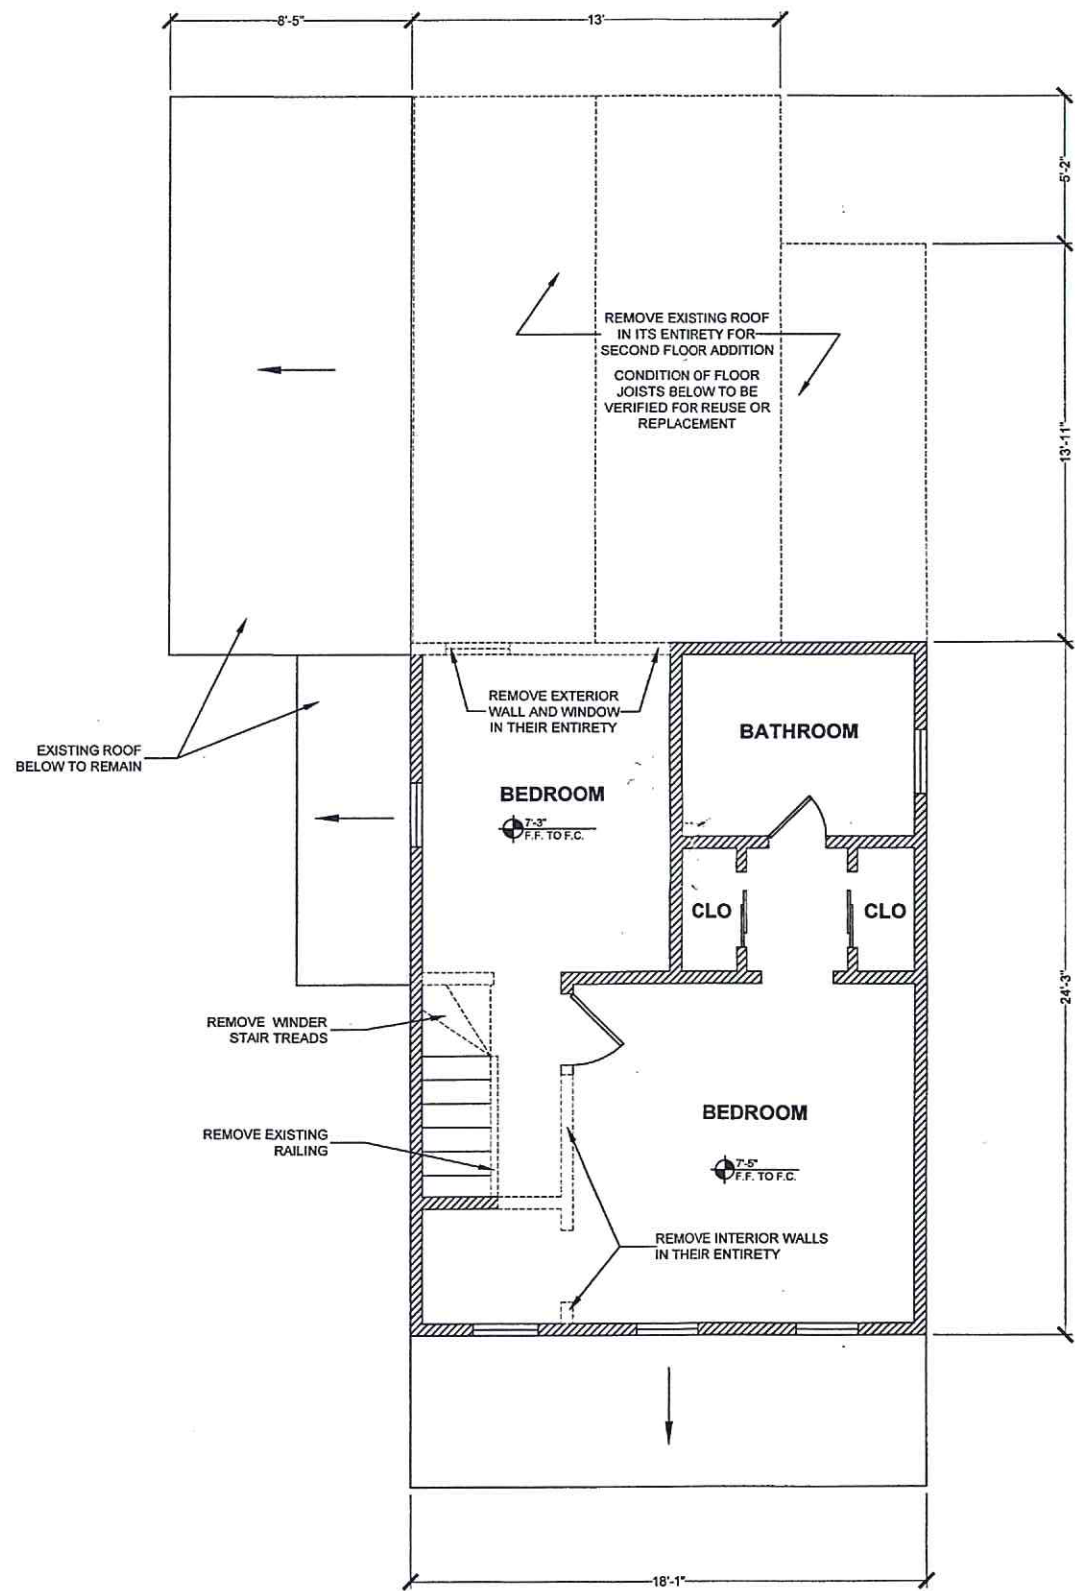 8'-5"
13'
5'-2"
REMOVE EXISTING ROOF
IN ITS ENTIRETY FOR
SECOND FLOOR ADDITION
CONDITION OF FLOOR
JOISTS BELOW TO BE
VERIFIED FOR REUSE OR
REPLACEMENT
13'-11"
REMOVE EXTERIOR
WALL AND WINDOW
IN THEIR ENTIRETY
BATHROOM
EXISTING ROOF
BELOW TO REMAIN
BEDROOM
7'-3"
F.F. TO F.C.
CLO
CLO
24'-3"
REMOVE WINDER
STAIR TREADS
BEDROOM
REMOVE EXISTING
RAILING
7'-5"
F.F. TO F.C.
REMOVE INTERIOR WALLS
IN THEIR ENTIRETY
18'-1"